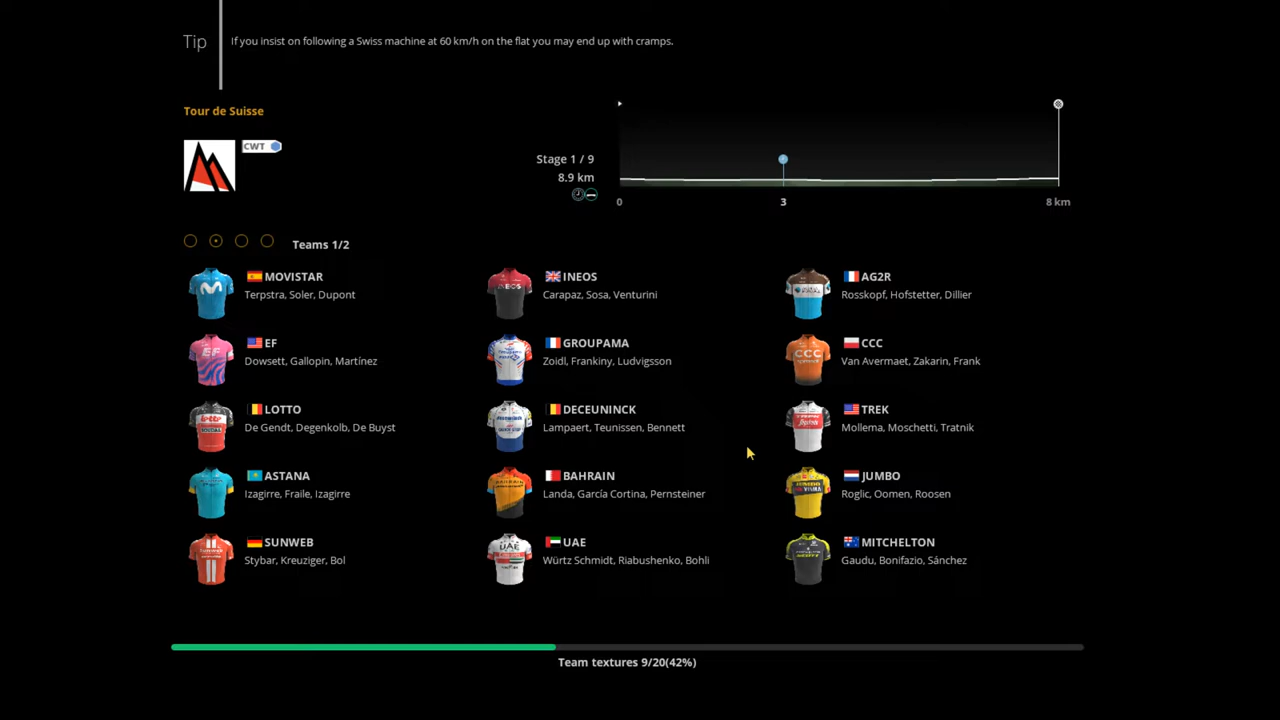 Tip
If you insist on following a Swiss machine at 60 km/h on the flat you may end up with cramps.
Tour de Suisse
CWT
Stage 1 / 9
8.9 km
0
3
8 km
Teams 1/2
MOVISTAR
Terpstra, Soler, Dupont
INEOS
Carapaz, Sosa, Venturini
AG2R
Rosskopf, Hofstetter, Dillier
EF
Dowsett, Gallopin, Martínez
GROUPAMA
Zoidl, Frankiny, Ludvigsson
CCC
Van Avermaet, Zakarin, Frank
LOTTO
De Gendt, Degenkolb, De Buyst
DECEUNINCK
Lampaert, Teunissen, Bennett
TREK
Mollema, Moschetti, Tratnik
ASTANA
Izagirre, Fraile, Izagirre
BAHRAIN
Landa, García Cortina, Pernsteiner
JUMBO
Roglic, Oomen, Roosen
SUNWEB
Stybar, Kreuziger, Bol
UAE
Würtz Schmidt, Riabushenko, Bohli
MITCHELTON
Gaudu, Bonifazio, Sánchez
Team textures 9/20(42%)